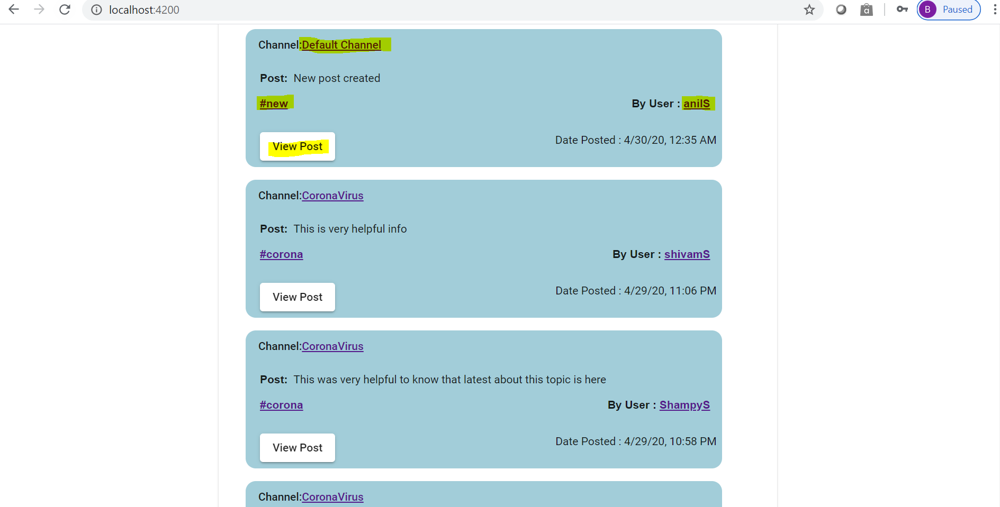 localhost:4200
B Paused
Channel:Default Channel
Post: New post created
#new By User : anilS
View Post Date Posted : 4/30/20, 12:35 AM
Channel:CoronaVirus
Post: This is very helpful info
#corona By User : shivamS
View Post Date Posted : 4/29/20, 11:06 PM
Channel:CoronaVirus
Post: This was very helpful to know that latest about this topic is here
#corona By User : ShampyS
View Post Date Posted : 4/29/20, 10:58 PM
Channel:CoronaVirus